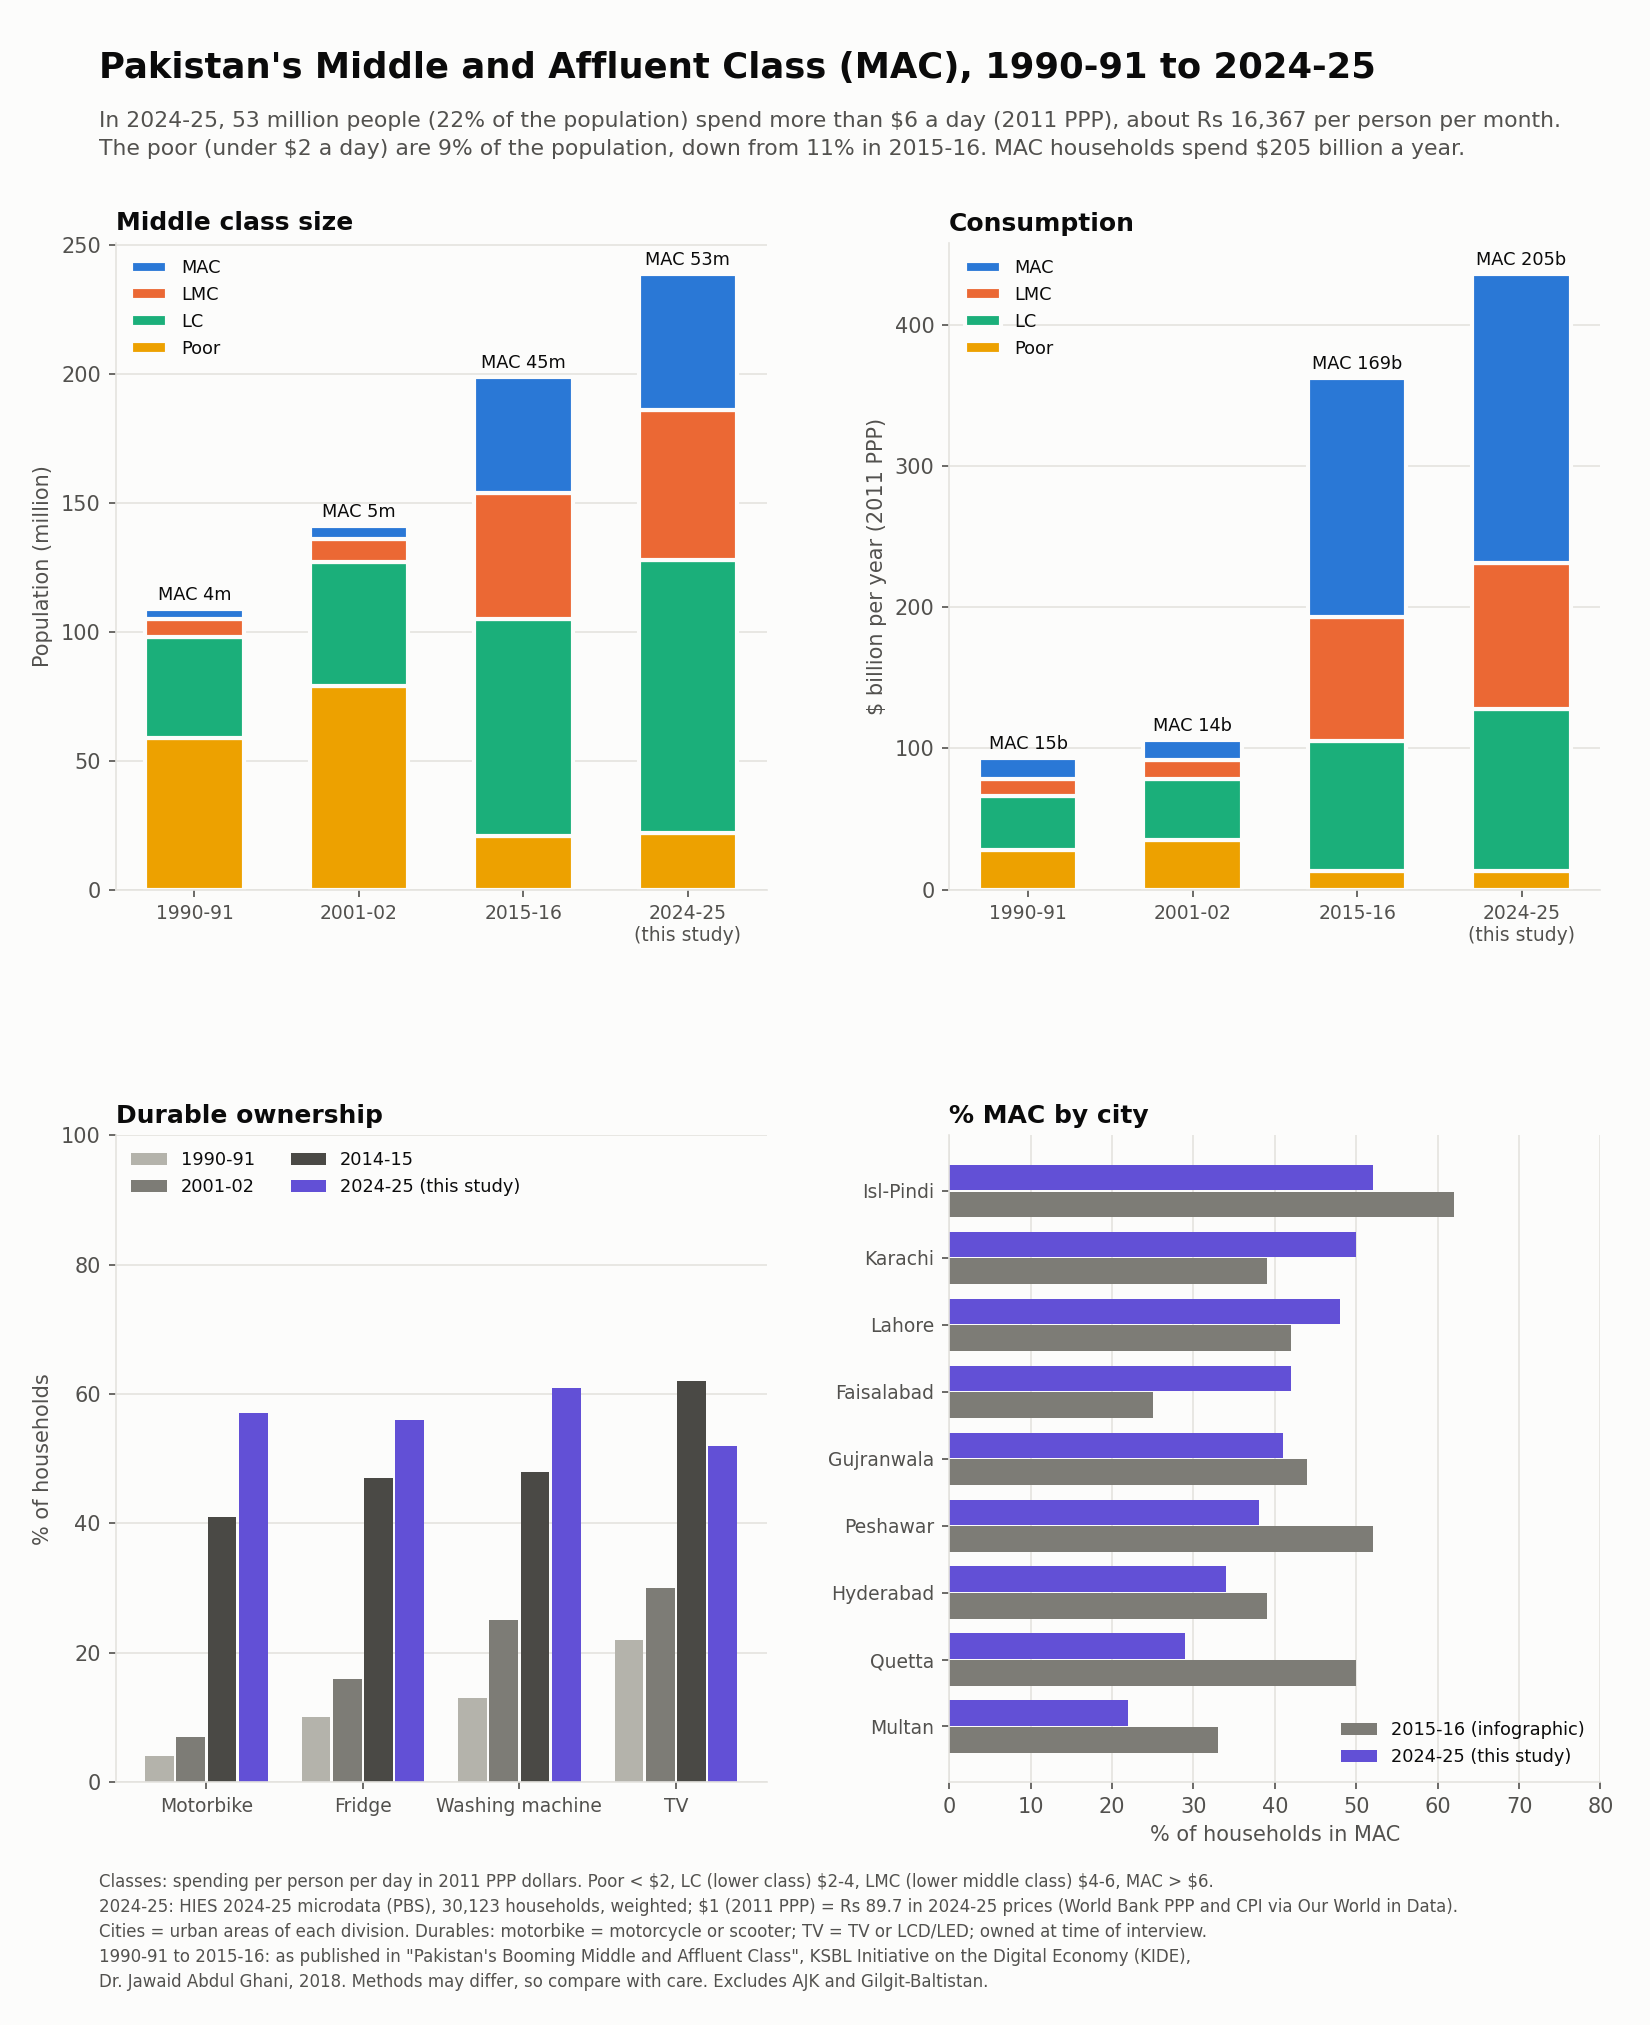 Pakistan's Middle and Affluent Class (MAC), 1990-91 to 2024-25
In 2024-25, 53 million people (22% of the population) spend more than $6 a day (2011 PPP), about Rs 16,367 per person per month.
The poor (under $2 a day) are 9% of the population, down from 11% in 2015-16. MAC households spend $205 billion a year.
Middle class size
MAC
LMC
LC
Poor
Population (million)
250
200
150
100
50
0
MAC 4m
MAC 5m
MAC 45m
MAC 53m
1990-91
2001-02
2015-16
2024-25
(this study)
Consumption
MAC
LMC
LC
Poor
$ billion per year (2011 PPP)
400
300
200
100
0
MAC 15b
MAC 14b
MAC 169b
MAC 205b
1990-91
2001-02
2015-16
2024-25
(this study)
Durable ownership
1990-91
2001-02
2014-15
2024-25 (this study)
% of households
100
80
60
40
20
0
Motorbike
Fridge
Washing machine
TV
% MAC by city
Isl-Pindi
Karachi
Lahore
Faisalabad
Gujranwala
Peshawar
Hyderabad
Quetta
Multan
2015-16 (infographic)
2024-25 (this study)
0
10
20
30
40
50
60
70
80
% of households in MAC
Classes: spending per person per day in 2011 PPP dollars. Poor < $2, LC (lower class) $2-4, LMC (lower middle class) $4-6, MAC > $6.
2024-25: HIES 2024-25 microdata (PBS), 30,123 households, weighted; $1 (2011 PPP) = Rs 89.7 in 2024-25 prices (World Bank PPP and CPI via Our World in Data).
Cities = urban areas of each division. Durables: motorbike = motorcycle or scooter; TV = TV or LCD/LED; owned at time of interview.
1990-91 to 2015-16: as published in "Pakistan's Booming Middle and Affluent Class", KSBL Initiative on the Digital Economy (KIDE),
Dr. Jawaid Abdul Ghani, 2018. Methods may differ, so compare with care. Excludes AJK and Gilgit-Baltistan.